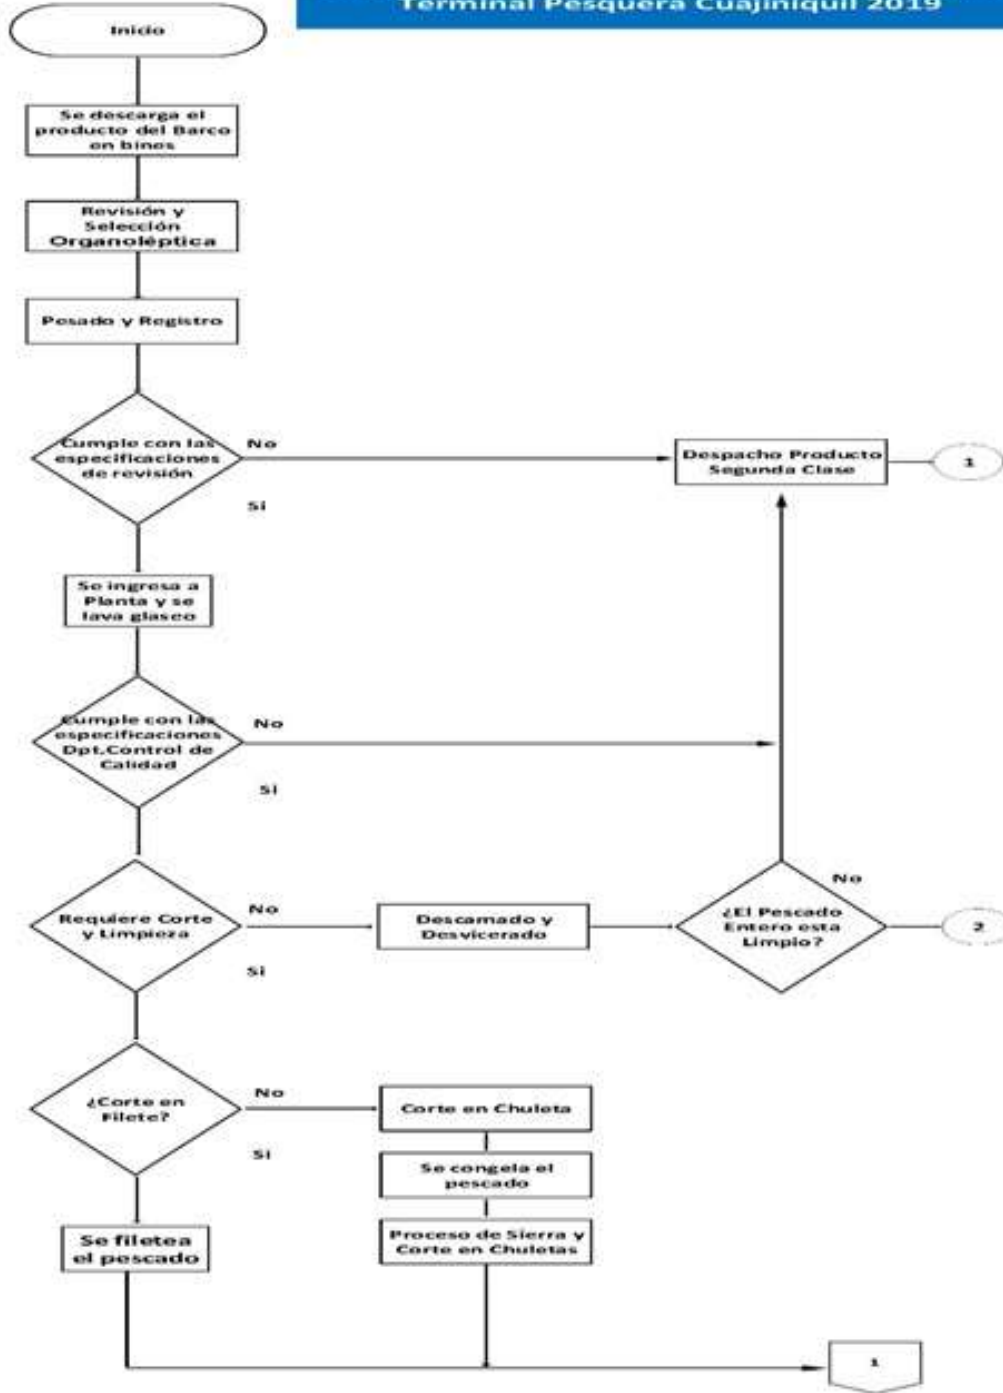 Terminal Pesquera Cuajiniquil 2019
Inicio
Se descarga el
producto del Barco
en bines
Revisión y
Selección
Organoléptica
Pesado y Registro
Cumple con las
especificaciones
de revisión
No
Si
Despacho Producto
Segunda Clase
1
Se ingresa a
Planta y se
lava glaseo
Cumple con las
especificaciones
Dpt.Control de
Calidad
No
Si
Requiere Corte
y Limpieza
No
Si
Descamado y
Desvicerado
¿El Pescado
Entero esta
Limpio?
No
2
¿Corte en
Filete?
No
Si
Corte en Chuleta
Se congela el
pescado
Proceso de Sierra y
Corte en Chuletas
Se filetea
el pescado
1